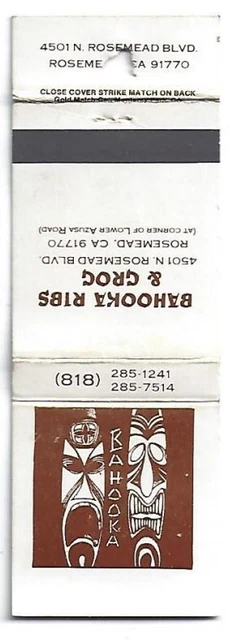 4501 N. ROSEMEAD BLVD.
ROSEME CA 91770
CLOSE COVER STRIKE MATCH ON BACK
BAHOOKA RIBS
& GROG
4501 N. ROSEMEAD BLVD.
ROSEMEAD, CA 91770
(AT CORNER OF LOWER AZUSA ROAD)
(818) 285-1241
285-7514
BAHOOKA